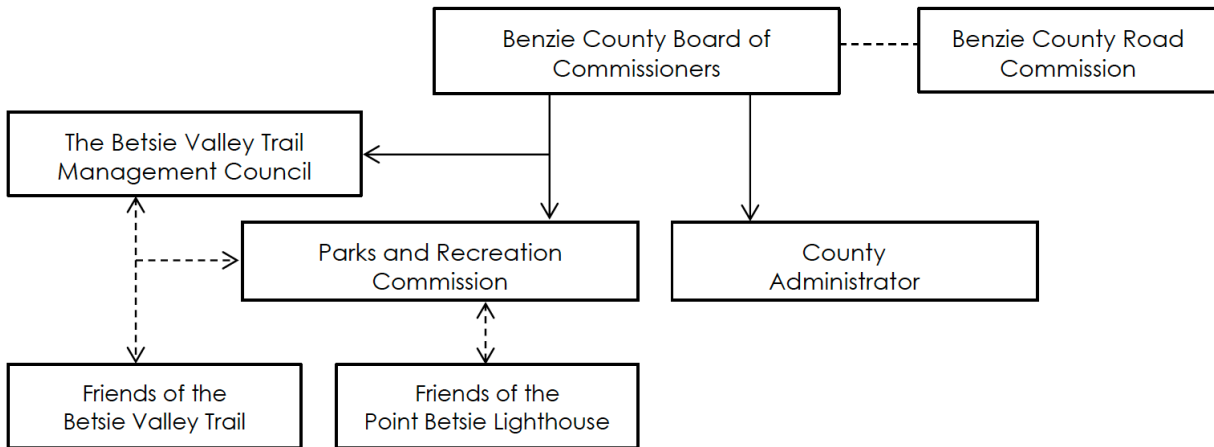 Benzie County Board of
Commissioners
Benzie County Road
Commission
The Betsie Valley Trail
Management Council
Parks and Recreation
Commission
County
Administrator
Friends of the
Betsie Valley Trail
Friends of the
Point Betsie Lighthouse